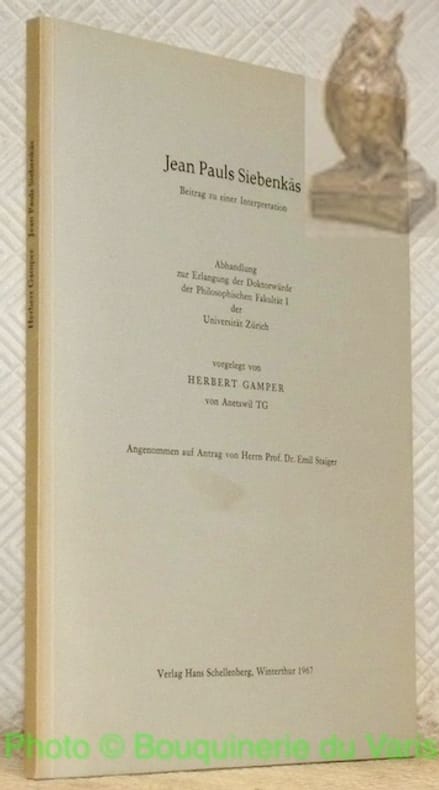 Herbert Gamper Jean Pauls Siebenkäs
Jean Pauls Siebenkäs
Beitrag zu einer Interpretation
Abhandlung
zur Erlangung der Doktorwürde
der Philosophischen Fakultät I
der
Universität Zürich
vorgelegt von
HERBERT GAMPER
von Anetswil TG
Angenommen auf Antrag von Herrn Prof. Dr. Emil Staiger
Verlag Hans Schellenberg, Winterthur 1967
Photo © Bouquinerie du Varis